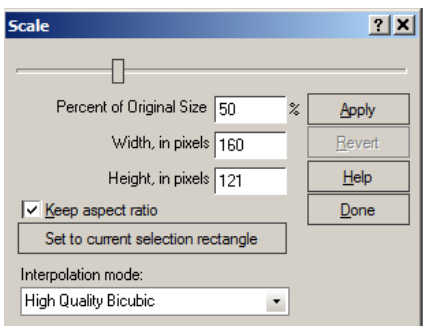 Scale
Percent of Original Size 50 % Apply
Width, in pixels 160 Revert
Height, in pixels 121 Help
Keep aspect ratio Done
Set to current selection rectangle
Interpolation mode:
High Quality Bicubic